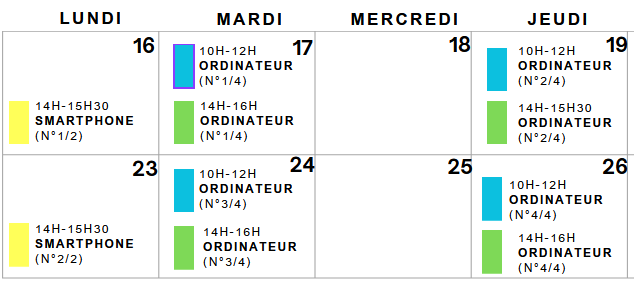 LUNDI
MARDI
MERCREDI
JEUDI
16
14H-15H30
SMARTPHONE
(N°1/2)
17
10H-12H
ORDINATEUR
(N°1/4)
14H-16H
ORDINATEUR
(N°1/4)
18
19
10H-12H
ORDINATEUR
(N°2/4)
14H-15H30
ORDINATEUR
(N°2/4)
23
14H-15H30
SMARTPHONE
(N°2/2)
24
10H-12H
ORDINATEUR
(N°3/4)
14H-16H
ORDINATEUR
(N°3/4)
25
26
10H-12H
ORDINATEUR
(N°4/4)
14H-16H
ORDINATEUR
(N°4/4)